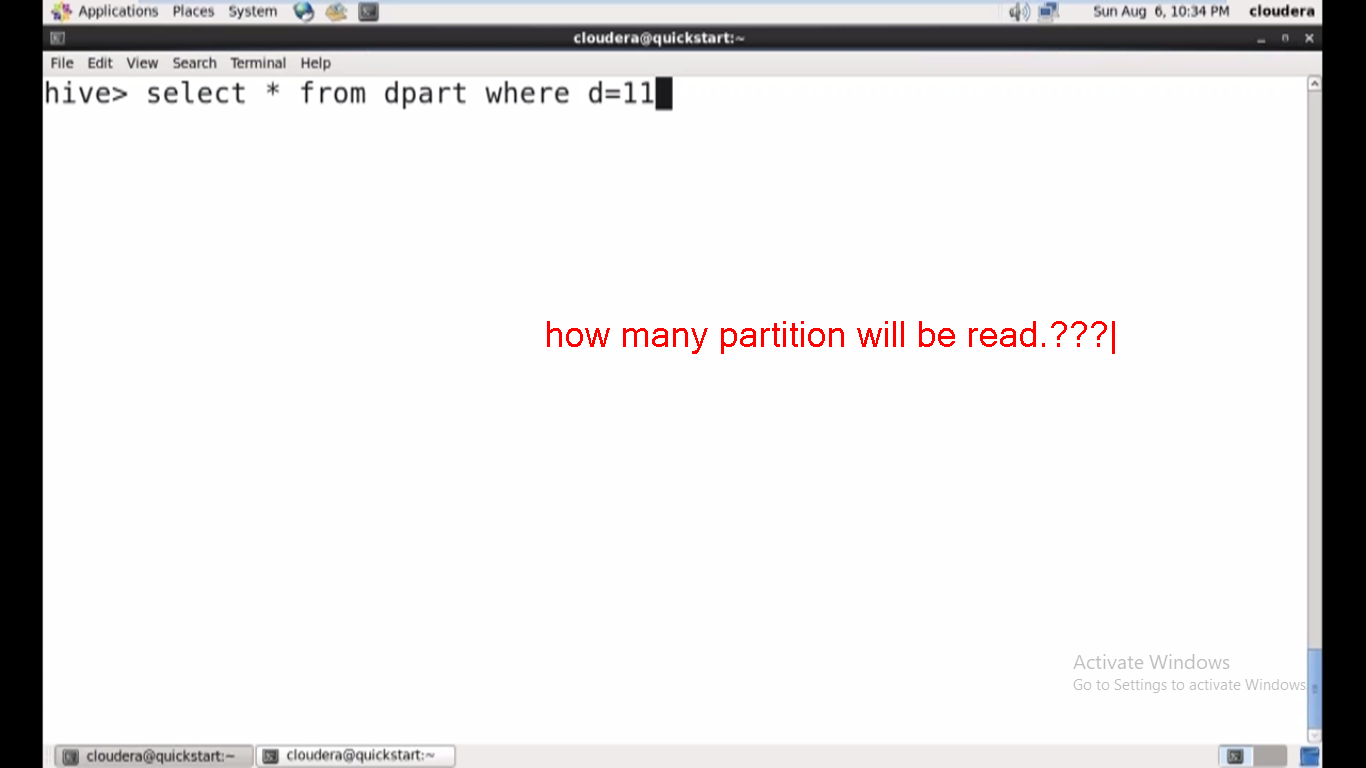 Applications Places System Sun Aug 6, 10:34 PM cloudera
cloudera@quickstart:~
File Edit View Search Terminal Help
hive> select * from dpart where d=11
how many partition will be read.???|
Activate Windows
Go to Settings to activate Windows
cloudera@quickstart:~ cloudera@quickstart:~